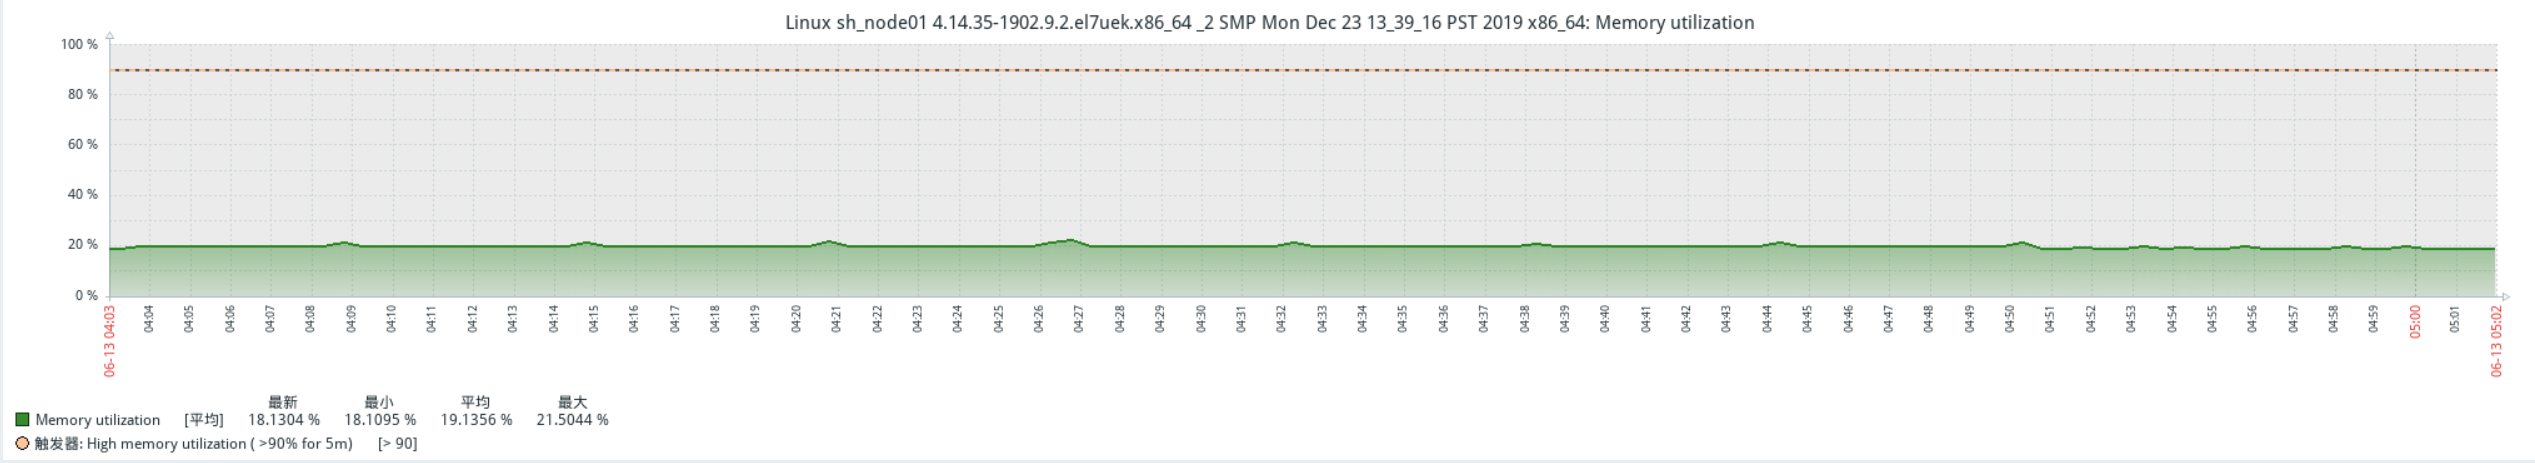 Linux sh_node01 4.14.35-1902.9.2.el7uek.x86_64 _2 SMP Mon Dec 23 13_39_16 PST 2019 x86_64: Memory utilization
100 %
80 %
60 %
40 %
20 %
0 %
06-13 04:03 04:04 04:05 04:06 04:07 04:08 04:09 04:10 04:11 04:12 04:13 04:14 04:15 04:16 04:17 04:18 04:19 04:20 04:21 04:22 04:23 04:24 04:25 04:26 04:27 04:28 04:29 04:30 04:31 04:32 04:33 04:34 04:35 04:36 04:37 04:38 04:39 04:40 04:41 04:42 04:43 04:44 04:45 04:46 04:47 04:48 04:49 04:50 04:51 04:52 04:53 04:54 04:55 04:56 04:57 04:58 04:59 05:00 05:01 06-13 05:02
最新 最小 平均 最大
Memory utilization [平均] 18.1304 % 18.1095 % 19.1356 % 21.5044 %
触发器: High memory utilization ( >90% for 5m) [> 90]